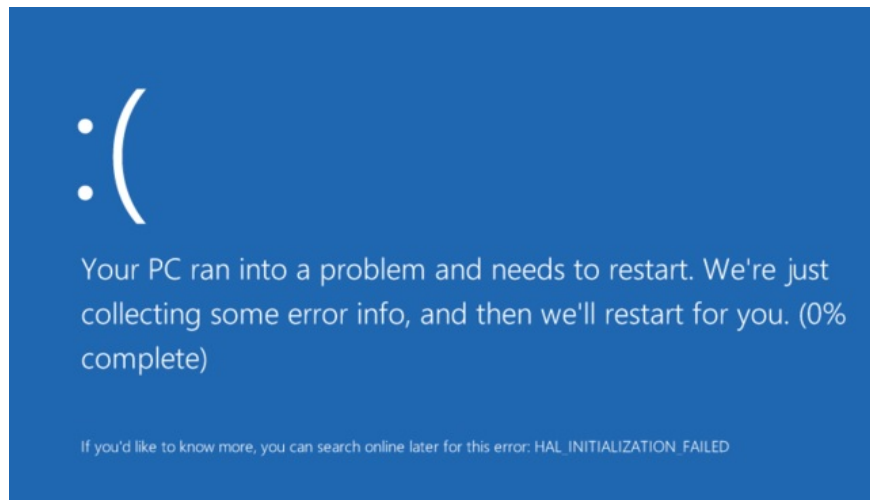 :(
Your PC ran into a problem and needs to restart. We're just
collecting some error info, and then we'll restart for you. (0%
complete)
If you'd like to know more, you can search online later for this error: HAL_INITIALIZATION_FAILED